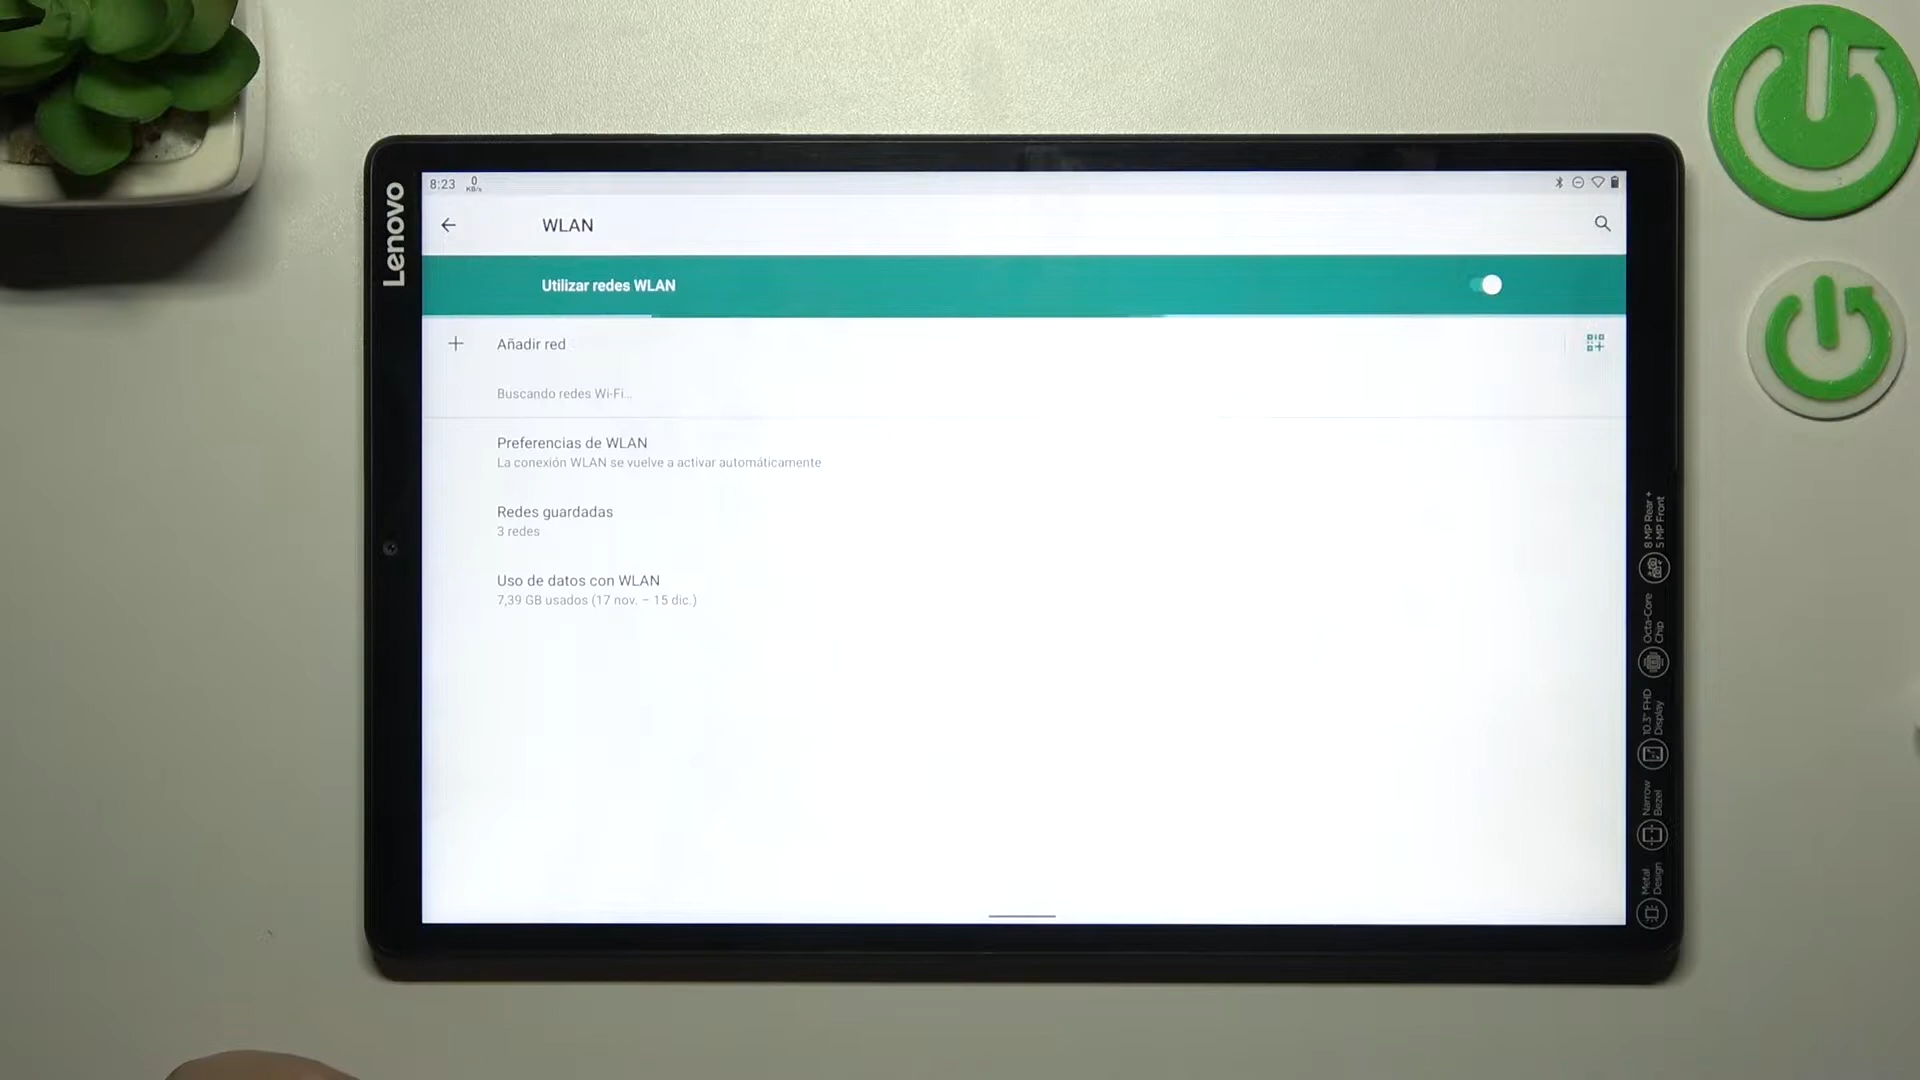 Lenovo
8:23 0
KB/s
WLAN
Utilizar redes WLAN
Añadir red
Buscando redes Wi-Fi...
Preferencias de WLAN
La conexión WLAN se vuelve a activar automáticamente
Redes guardadas
3 redes
Uso de datos con WLAN
7,39 GB usados (17 nov. – 15 dic.)
8 MP Rear +
5 MP Front
Octa-Core
Chip
10.3" FHD
Display
Narrow
Bezel
Metal
Design